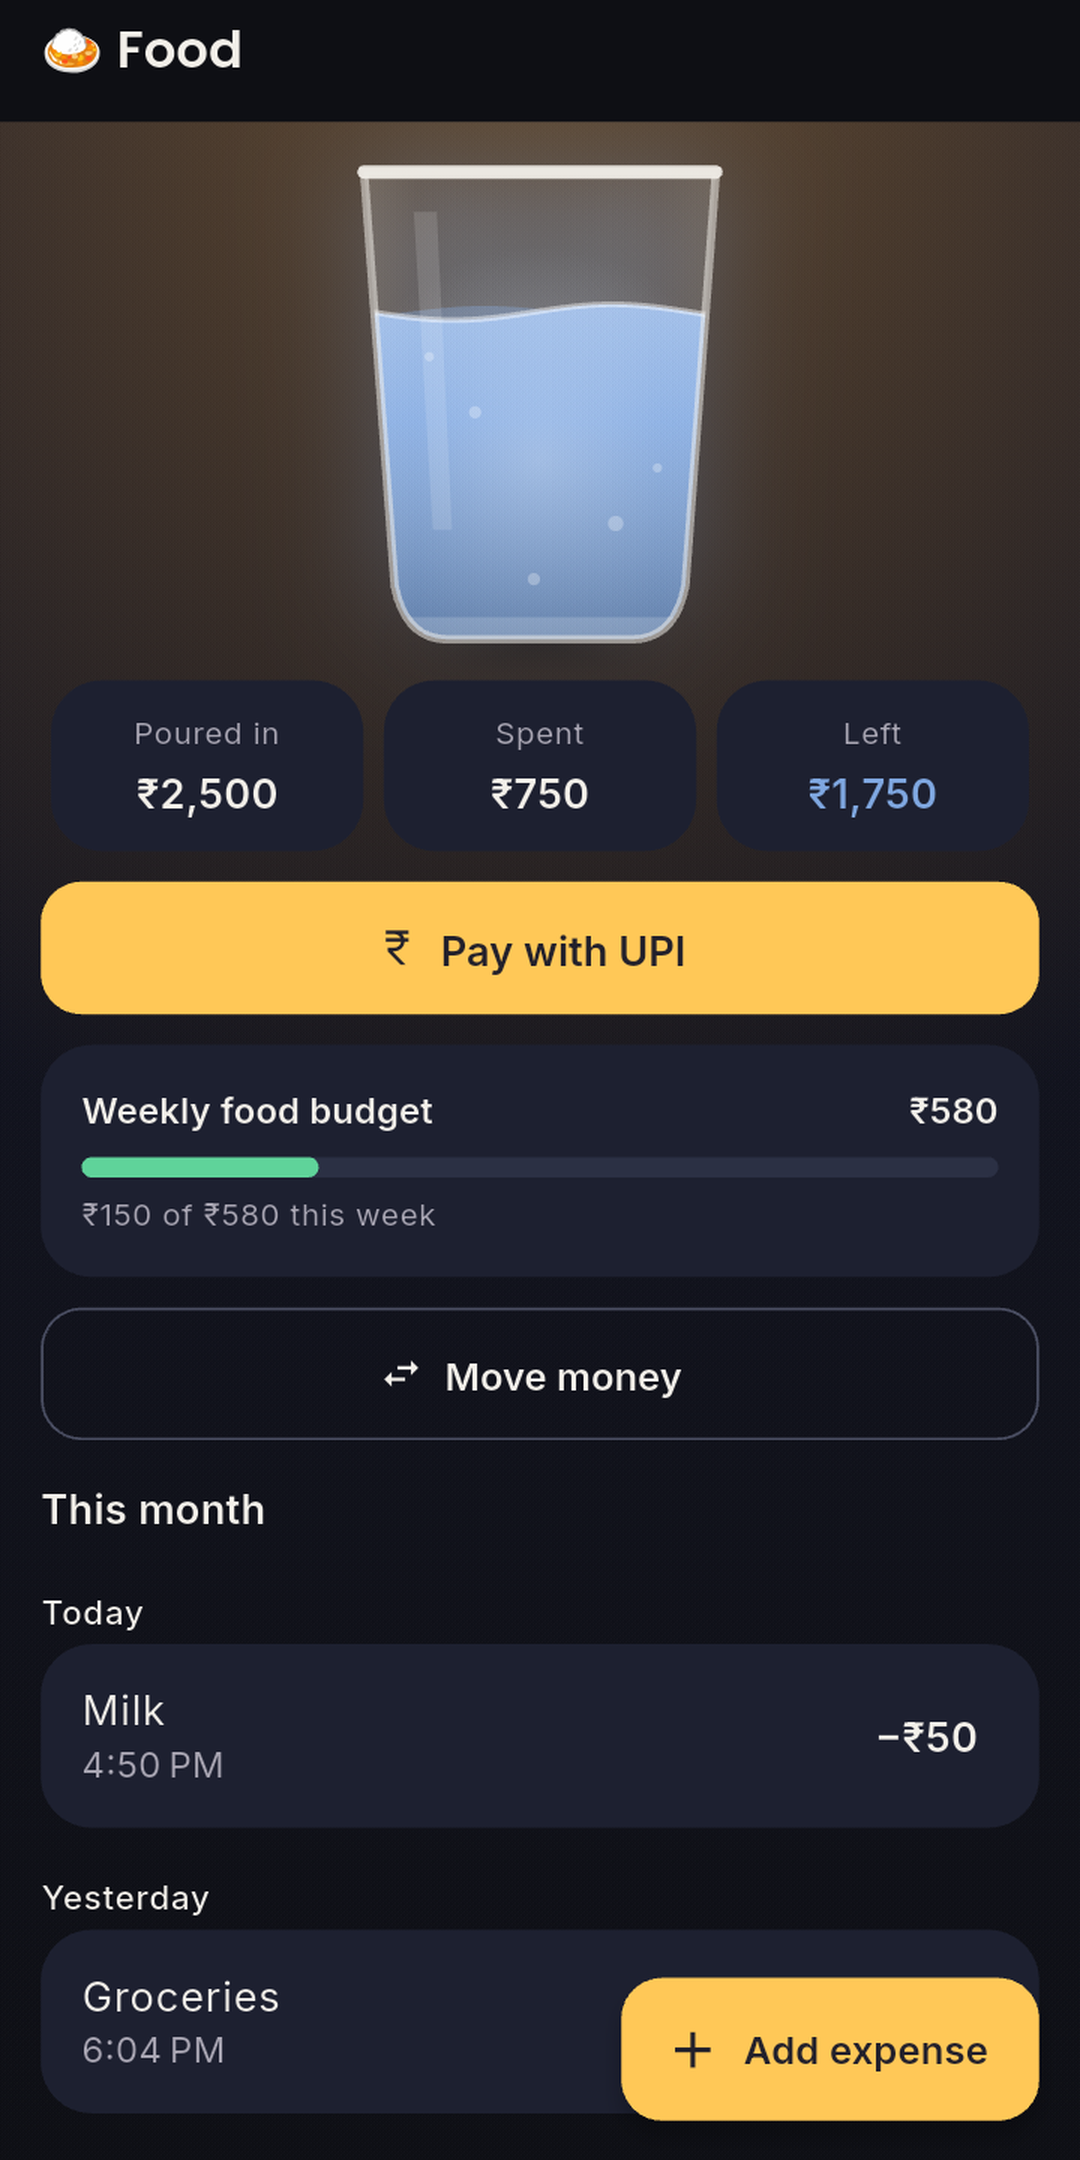 Food
Poured in
₹2,500
Spent
₹750
Left
₹1,750
₹ Pay with UPI
Weekly food budget
₹580
₹150 of ₹580 this week
Move money
This month
Today
Milk
4:50 PM
−₹50
Yesterday
Groceries
6:04 PM
+ Add expense